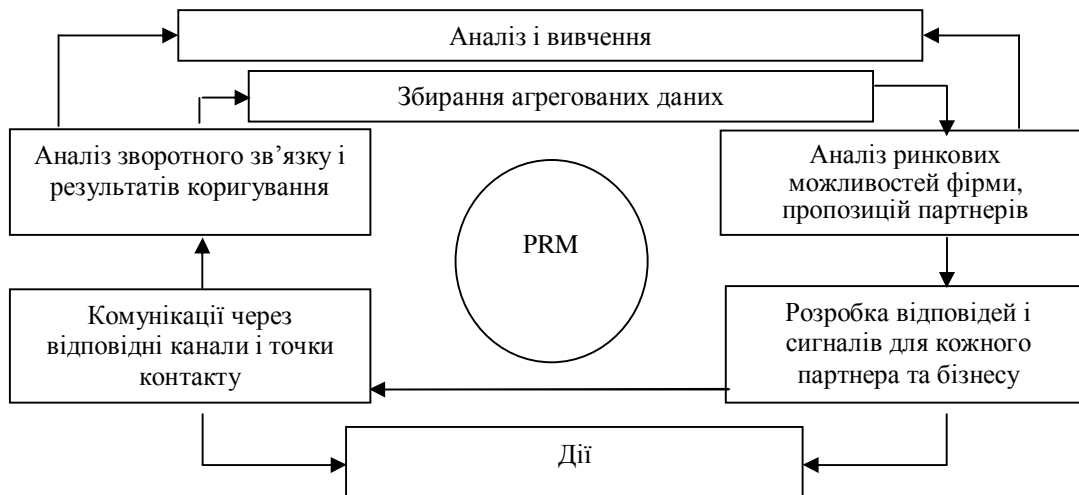 Аналіз і вивчення
Збирання агрегованих даних
Аналіз зворотного зв’язку і
результатів коригування
Аналіз ринкових
можливостей фірми,
пропозицій партнерів
PRM
Комунікації через
відповідні канали і точки
контакту
Розробка відповідей і
сигналів для кожного
партнера та бізнесу
Дії